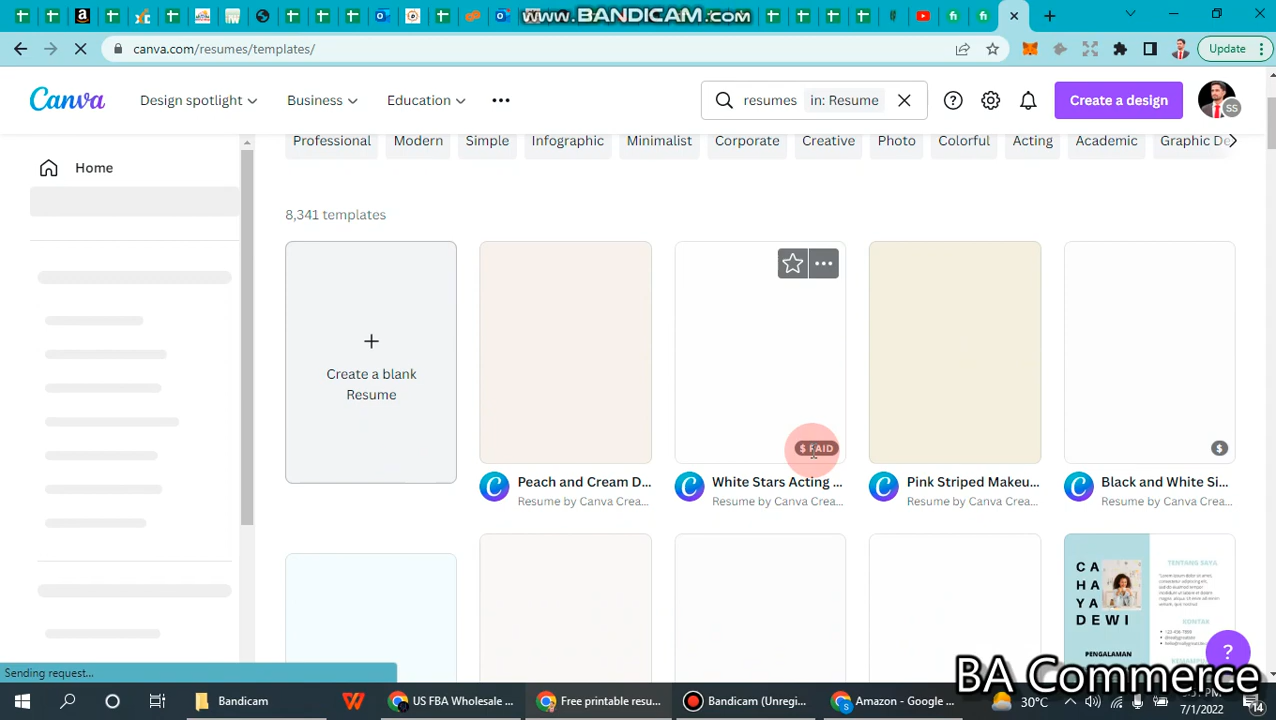 www.BANDICAM.com
canva.com/resumes/templates/
Update
Canva
Design spotlight
Business
Education
resumes
in: Resume
Create a design
SS
Home
Professional
Modern
Simple
Infographic
Minimalist
Corporate
Creative
Photo
Colorful
Acting
Academic
Graphic De
8,341 templates
Create a blank
Resume
$ PAID
$
Peach and Cream D...
Resume by Canva Crea...
White Stars Acting ...
Resume by Canva Crea...
Pink Striped Makeu...
Resume by Canva Crea...
Black and White Si...
Resume by Canva Crea...
CA
HA
YA
DEWI
TENTANG SAYA
KONTAK
PENGALAMAN
?
Sending request...
BA Commerce
Bandicam
US FBA Wholesale ...
Free printable resu...
Bandicam (Unregi...
Amazon - Google ...
30°C
7/1/2022
14